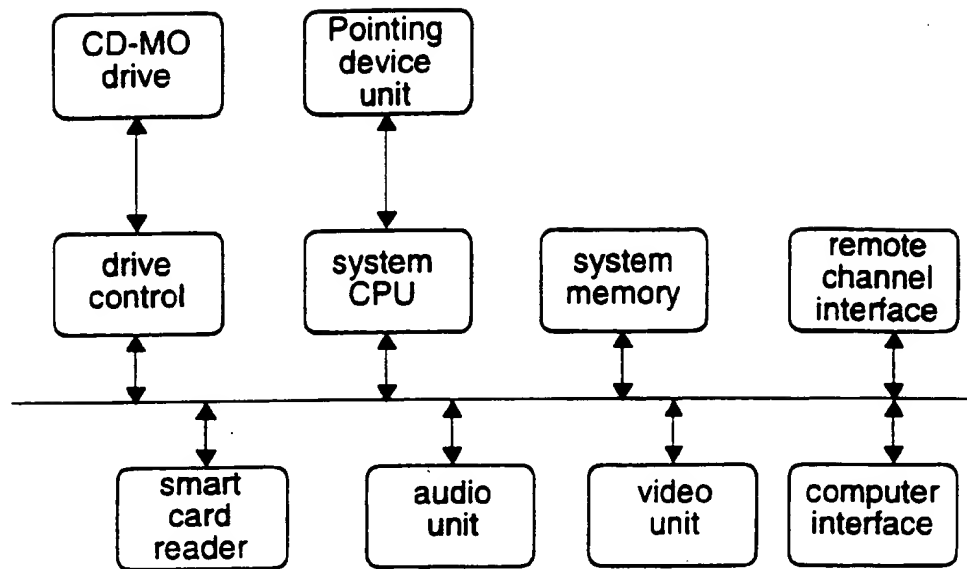 CD-MO
drive
Pointing
device
unit
drive
control
system
CPU
system
memory
remote
channel
interface
smart
card
reader
audio
unit
video
unit
computer
interface